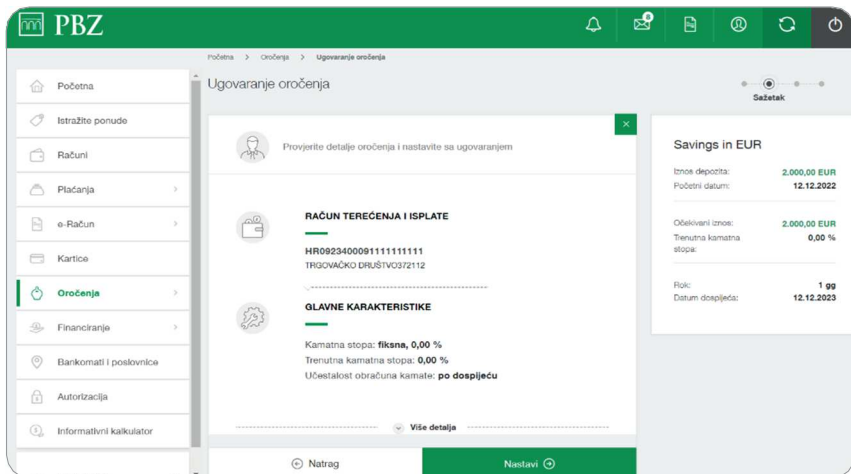 PBZ
8
Početna > Oročenja > Ugovaranje oročenja
Početna
Istražite ponude
Računi
Plaćanja
e-Račun
Kartice
Oročenja
Financiranje
Bankomati i poslovnice
Autorizacija
Informativni kalkulator
Ugovaranje oročenja
Sažetak
Provjerite detalje oročenja i nastavite sa ugovaranjem
RAČUN TEREĆENJA I ISPLATE
HR0923400091111111111
TRGOVAČKO DRUŠTVO372112
GLAVNE KARAKTERISTIKE
Kamatna stopa: fiksna, 0,00 %
Trenutna kamatna stopa: 0,00 %
Učestalost obračuna kamate: po dospijeću
Više detalja
Natrag
Nastavi
Savings in EUR
Iznos depozita: 2.000,00 EUR
Početni datum: 12.12.2022
Očekivani iznos: 2.000,00 EUR
Trenutna kamatna 0,00 %
stopa:
Rok: 1 gg
Datum dospijeća: 12.12.2023